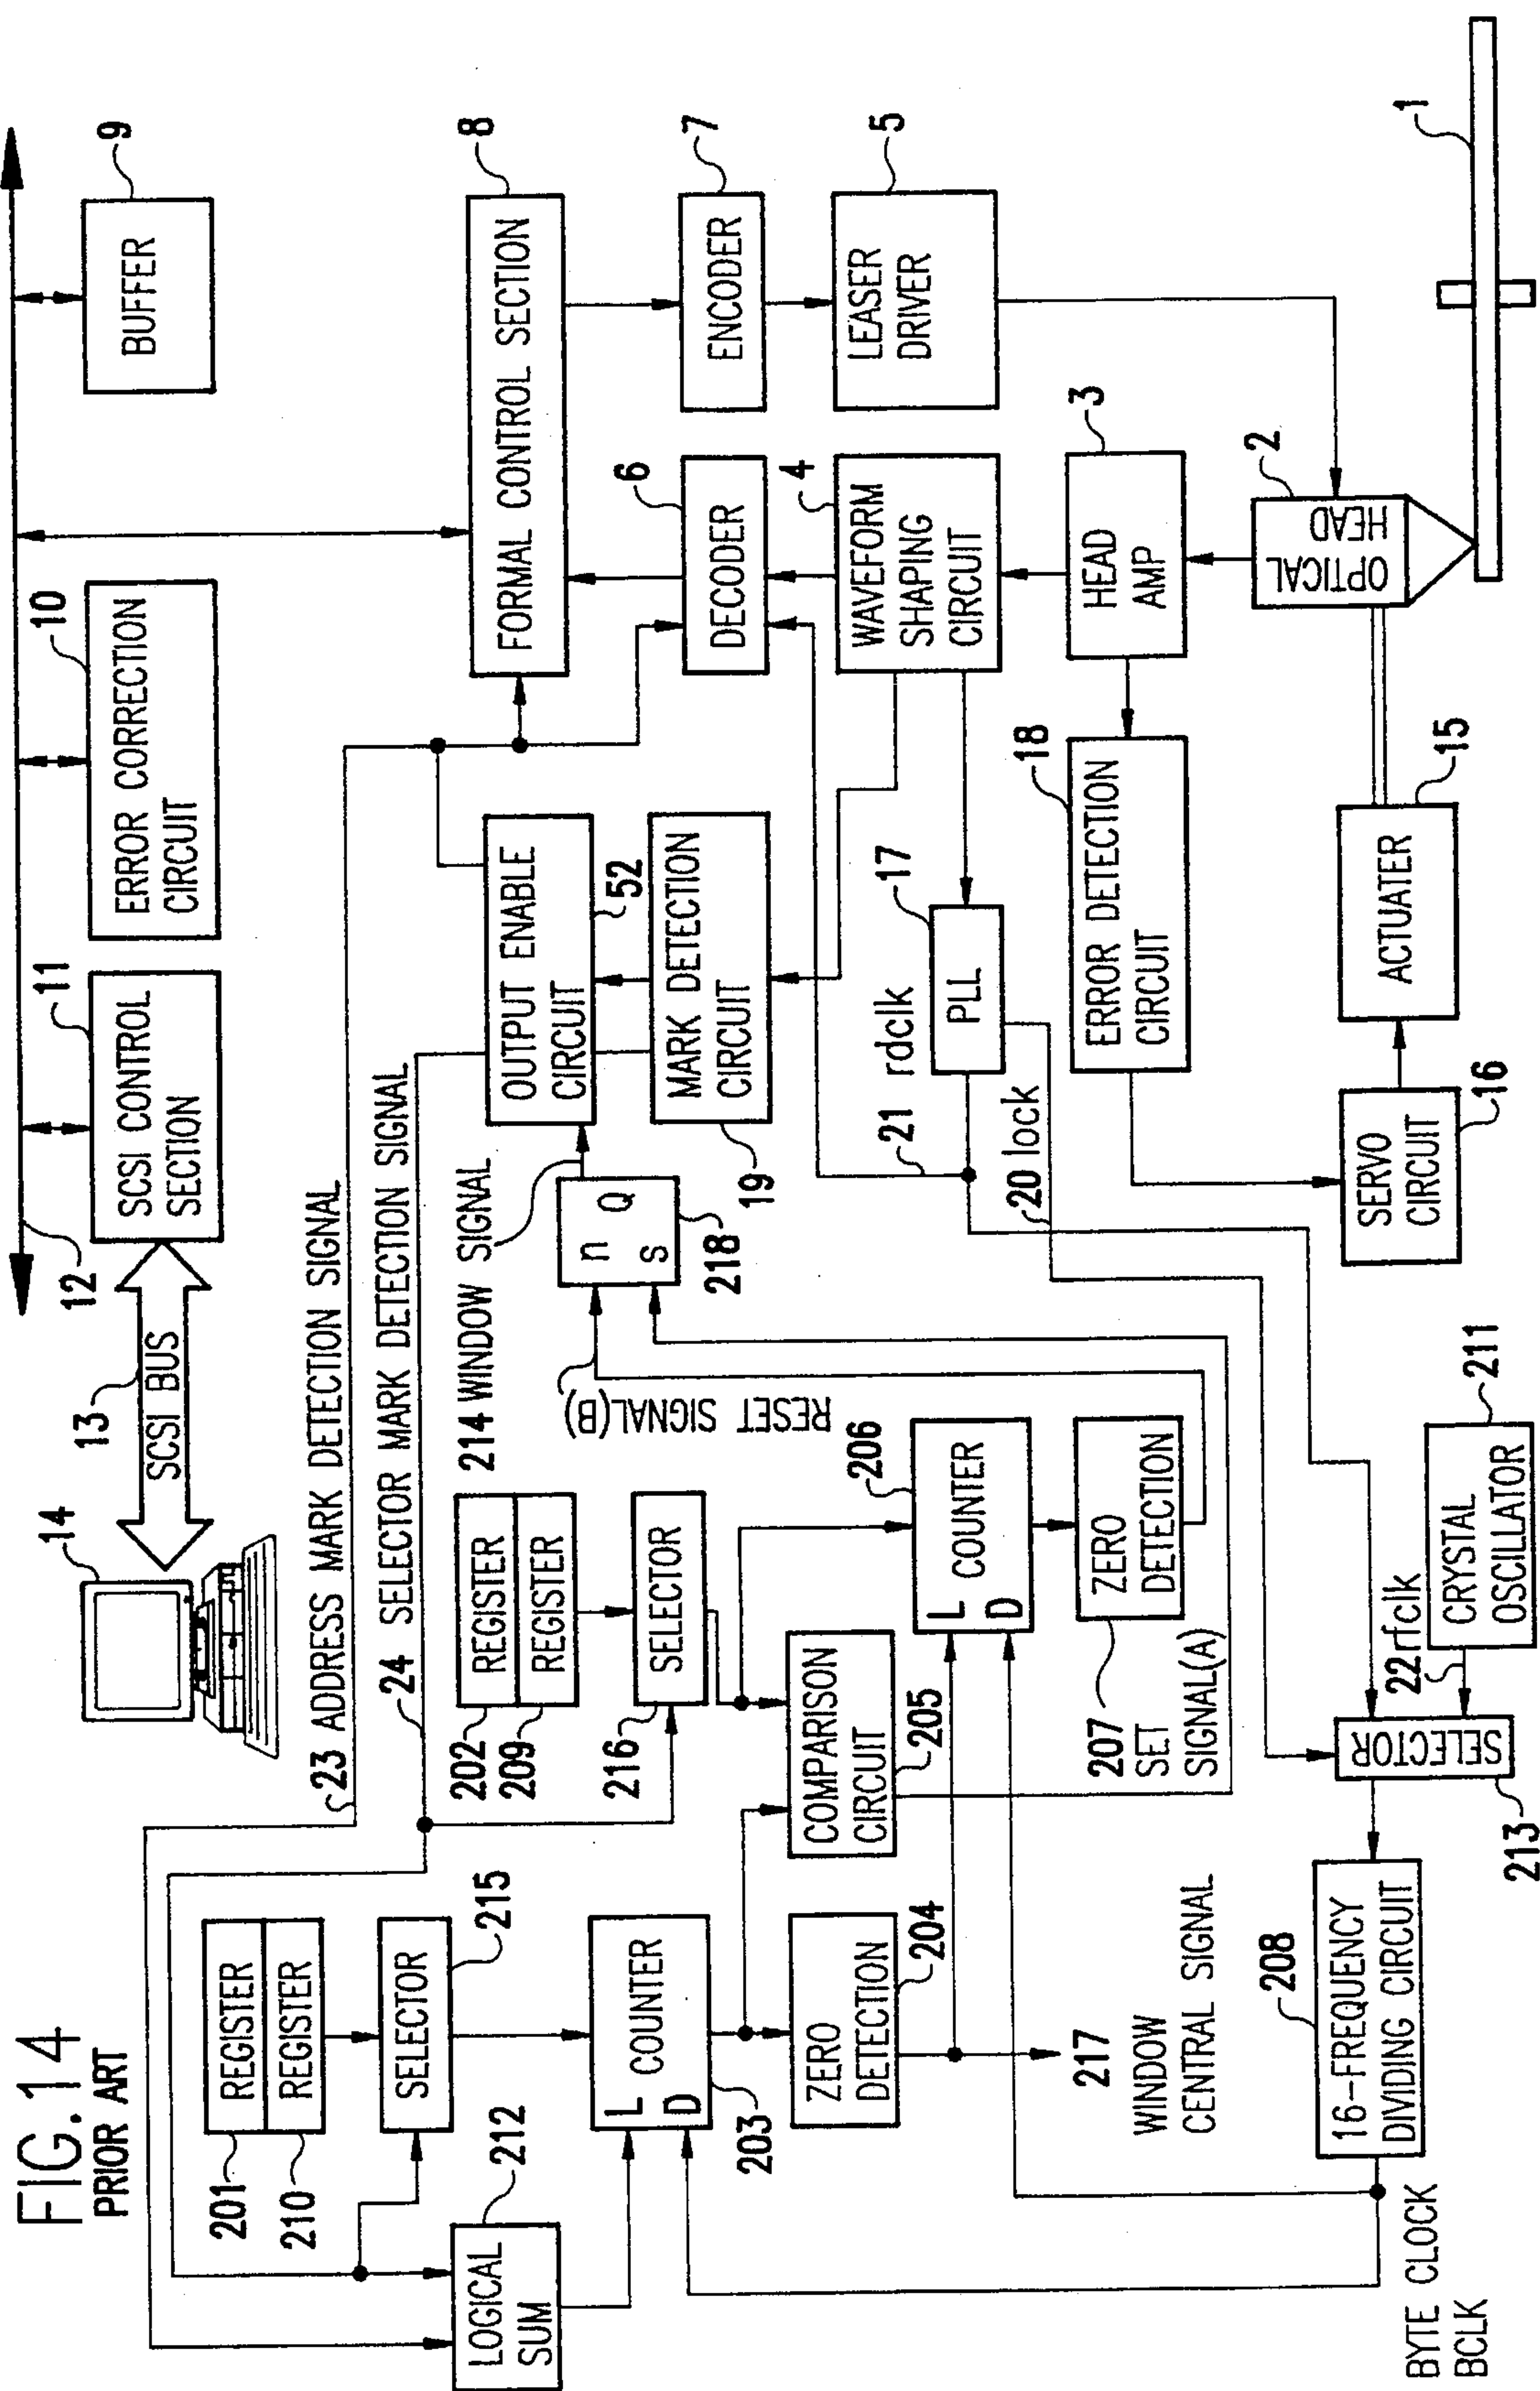 FIG.14
PRIOR ART
14
13
SCSI BUS
12
11
SCSI CONTROL
SECTION
10
ERROR CORRECTION
CIRCUIT
9
BUFFER
23 ADDRESS MARK DETECTION SIGNAL
24 SELECTOR MARK DETECTION SIGNAL
214 WINDOW SIGNAL
8
FORMAL CONTROL SECTION
201
REGISTER
210
REGISTER
202
REGISTER
209
REGISTER
OUTPUT ENABLE
CIRCUIT
52
7
ENCODER
6
DECODER
215
SELECTOR
216
SELECTOR
n Q
s
218
RESET SIGNAL(B)
19
MARK DETECTION
CIRCUIT
212
LOGICAL
SUM
L COUNTER
D
203
5
LEASER
DRIVER
4
WAVEFORM
SHAPING
CIRCUIT
COMPARISON
CIRCUIT
205
206
L COUNTER
D
21
rdclk
17
PLL
20 lock
ZERO
DETECTION
204
217
WINDOW
CENTRAL SIGNAL
207
SET
SIGNAL(A)
ZERO
DETECTION
18
ERROR DETECTION
CIRCUIT
3
HEAD
AMP
2
OPTICAL
HEAD
1
15
ACTUATER
16
SERVO
CIRCUIT
211
CRYSTAL
OSCILLATOR
22 rfclk
SELECTOR
213
208
16-FREQUENCY
DIVIDING CIRCUIT
BYTE CLOCK
BCLK